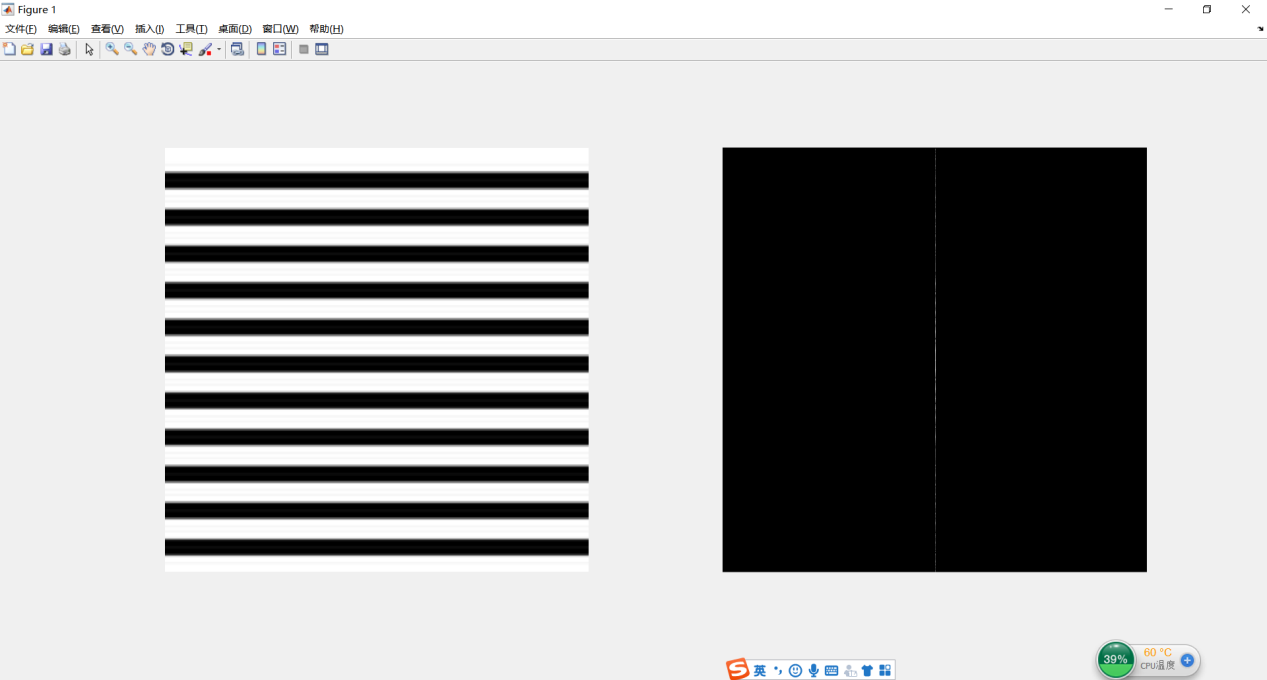 Figure 1
文件(F) 编辑(E) 查看(V) 插入(I) 工具(T) 桌面(D) 窗口(W) 帮助(H)
英
39% 60 °C
CPU温度